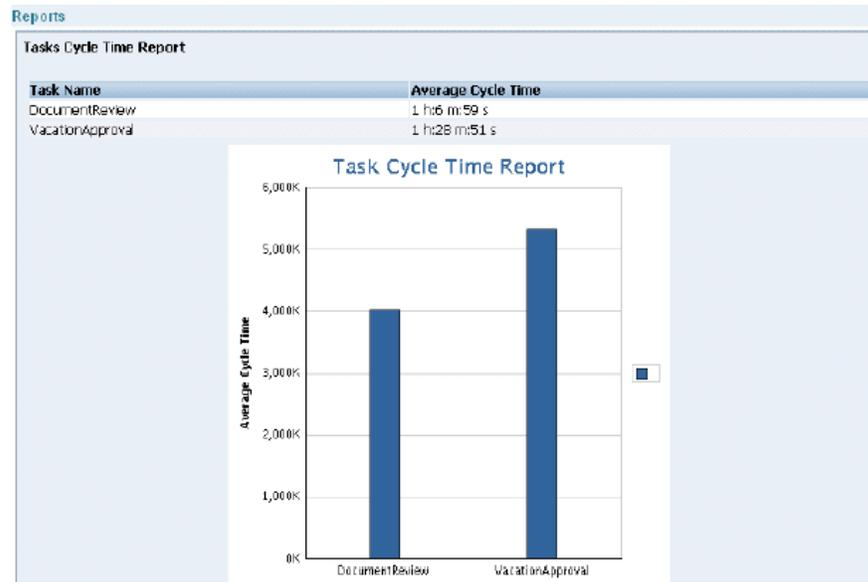 Reports
Tasks Cycle Time Report
Task Name Average Cycle Time
DocumentReview 1 h:6 m:59 s
VacationApproval 1 h:28 m:51 s
Task Cycle Time Report
6,000K
5,000K
4,000K
3,000K
2,000K
1,000K
0K
Average Cycle Time
DocumentReview VacationApproval